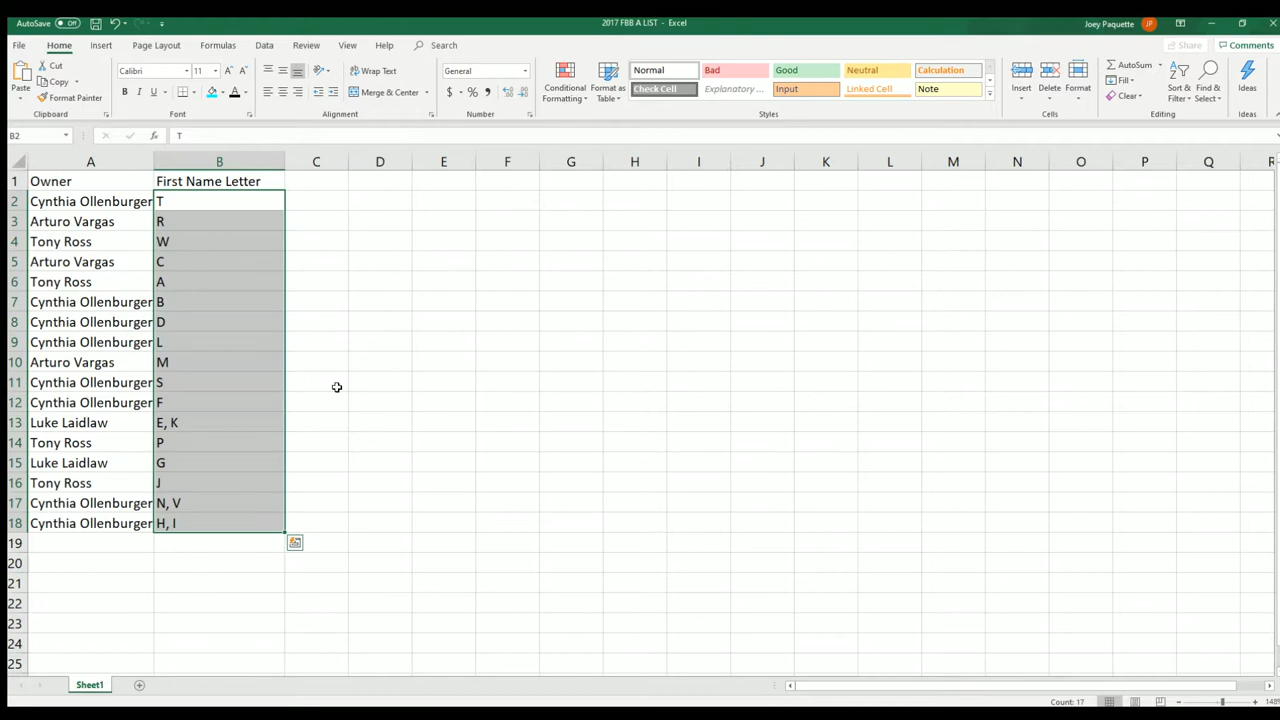 AutoSave Off 2017 FBB A LIST - Excel Joey Paquette JP
File Home Insert Page Layout Formulas Data Review View Help Search Share Comments
Cut Calibri 11 Wrap Text General Normal Bad Good Neutral Calculation AutoSum
Copy Fill
Paste Format Painter B I U A Merge & Center $ % , Conditional Formatting Format as Table Check Cell Explanatory ... Input Linked Cell Note Insert Delete Format Clear Sort & Filter Find & Select Ideas
Clipboard Font Alignment Number Styles Cells Editing Ideas
B2 fx T
A B C D E F G H I J K L M N O P Q R
1 Owner First Name Letter
2 Cynthia Ollenburger T
3 Arturo Vargas R
4 Tony Ross W
5 Arturo Vargas C
6 Tony Ross A
7 Cynthia Ollenburger B
8 Cynthia Ollenburger D
9 Cynthia Ollenburger L
10 Arturo Vargas M
11 Cynthia Ollenburger S
12 Cynthia Ollenburger F
13 Luke Laidlaw E, K
14 Tony Ross P
15 Luke Laidlaw G
16 Tony Ross J
17 Cynthia Ollenburger N, V
18 Cynthia Ollenburger H, I
19
20
21
22
23
24
25
Sheet1
Count: 17 148%